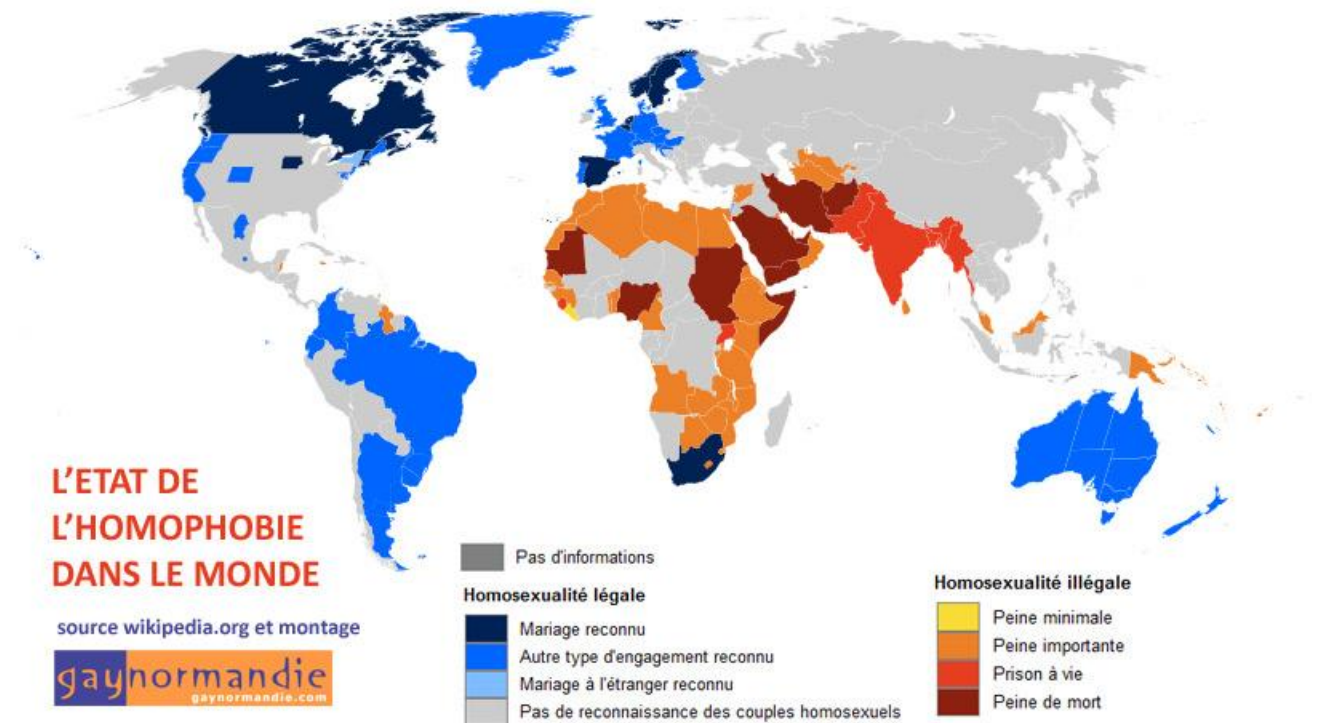 L'ETAT DE
L'HOMOPHOBIE
DANS LE MONDE
source wikipedia.org et montage
gaynormandie
gaynormandie.com
Pas d'informations
Homosexualité légale
Mariage reconnu
Autre type d'engagement reconnu
Mariage à l'étranger reconnu
Pas de reconnaissance des couples homosexuels
Homosexualité illégale
Peine minimale
Peine importante
Prison à vie
Peine de mort